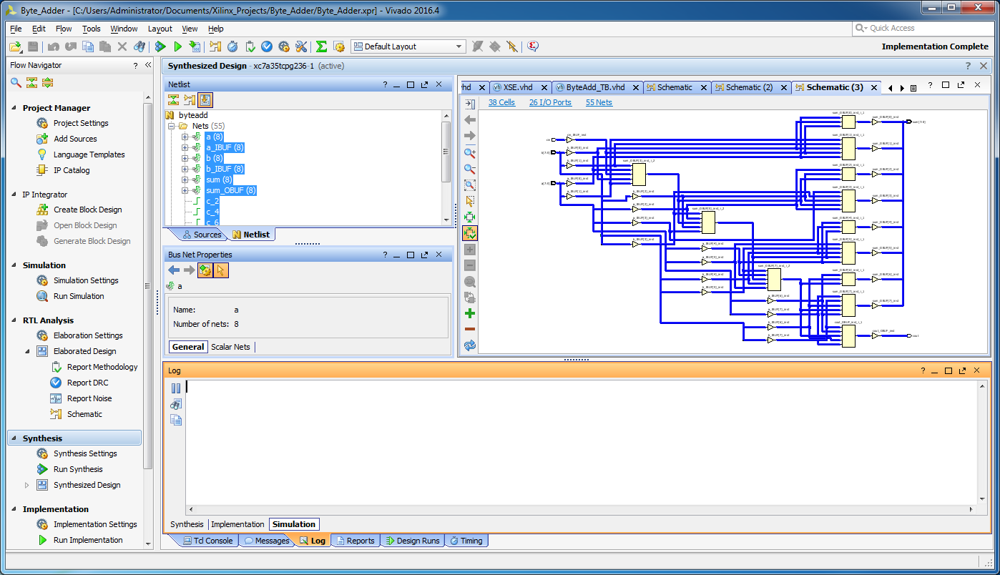 Byte_Adder - [C:/Users/Administrator/Documents/Xilinx_Projects/Byte_Adder/Byte_Adder.xpr] - Vivado 2016.4
File Edit Flow Tools Window Layout View Help
Quick Access
Default Layout
Implementation Complete
Flow Navigator
Project Manager
Project Settings
Add Sources
Language Templates
IP Catalog
IP Integrator
Create Block Design
Open Block Design
Generate Block Design
Simulation
Simulation Settings
Run Simulation
RTL Analysis
Elaboration Settings
Elaborated Design
Report Methodology
Report DRC
Report Noise
Schematic
Synthesis
Synthesis Settings
Run Synthesis
Synthesized Design
Implementation
Implementation Settings
Run Implementation
Synthesized Design - xc7a35tcpg236-1 (active)
Netlist
byteadd
Nets (55)
a (8)
a_IBUF (8)
b (8)
b_IBUF (8)
sum (8)
sum_OBUF (8)
c_2
c_4
c_6
Sources Netlist
Bus Net Properties
a
Name: a
Number of nets: 8
General Scalar Nets
vhd XSE.vhd ByteAdd_TB.vhd Schematic Schematic (2) Schematic (3)
38 Cells 26 I/O Ports 55 Nets
Log
Synthesis Implementation Simulation
Tcl Console Messages Log Reports Design Runs Timing